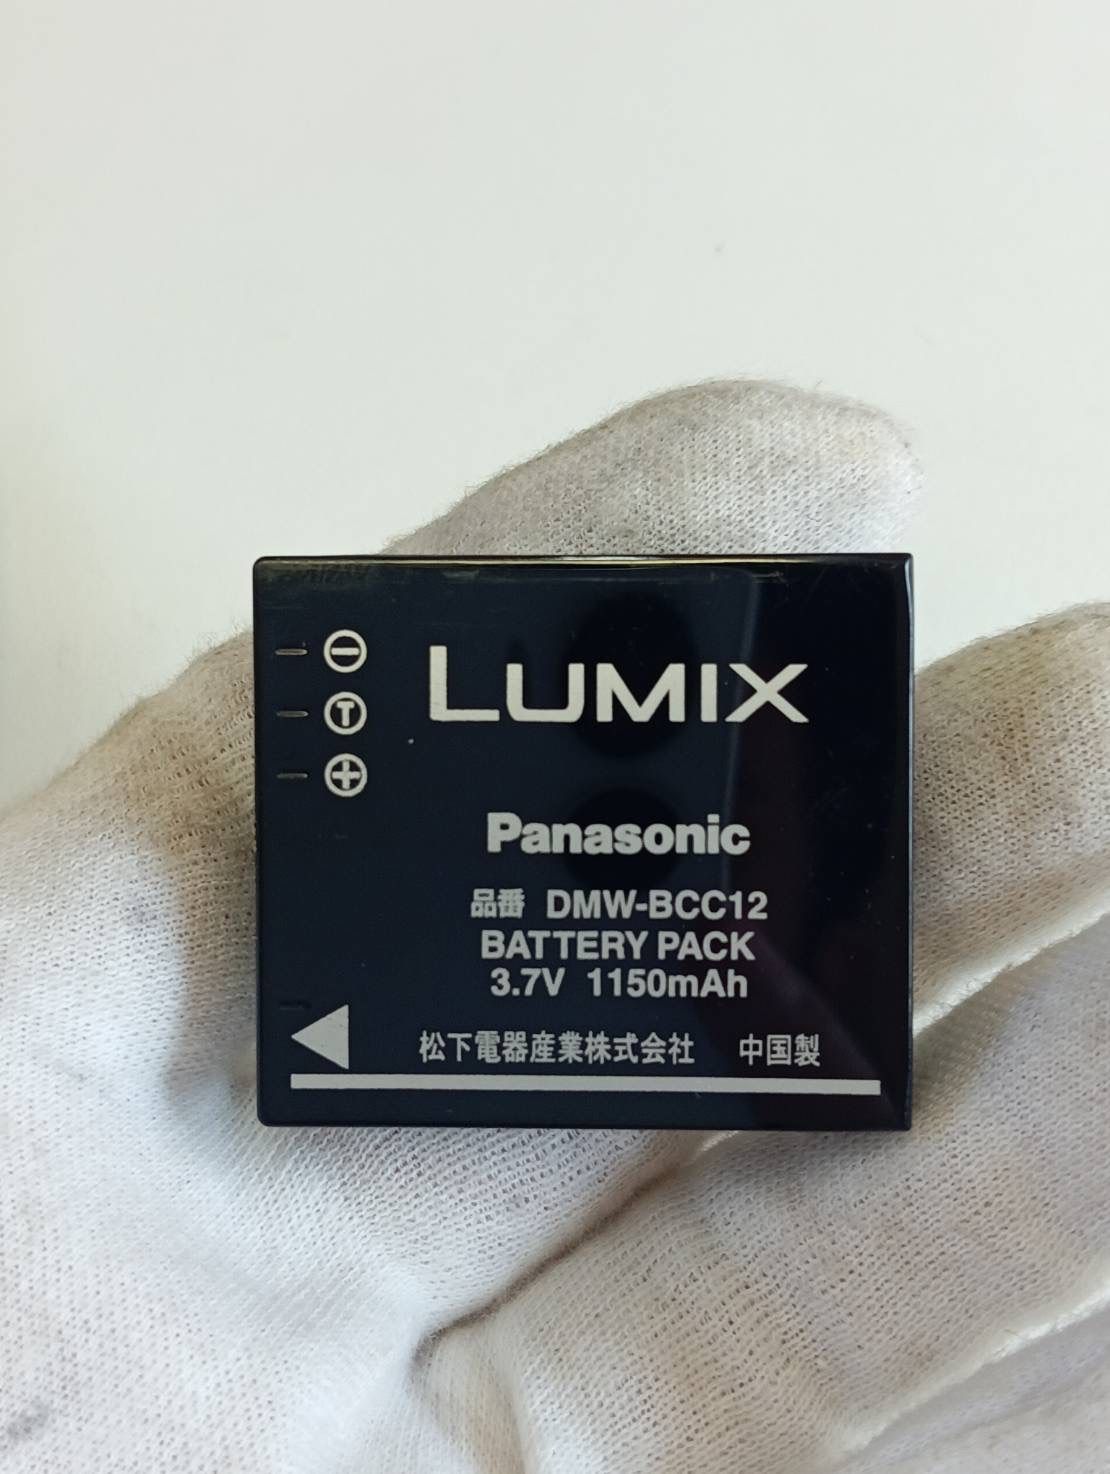 LUMIX
Panasonic
品番 DMW-BCC12
BATTERY PACK
3.7V 1150mAh
松下電器産業株式会社 中国製
－
T
＋